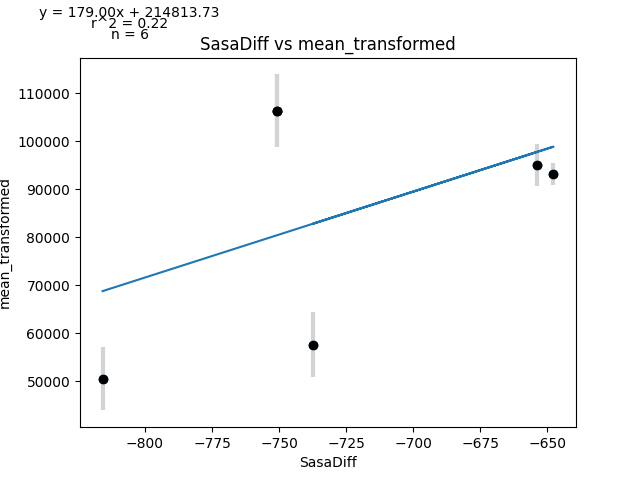 y = 179.00x + 214813.73
r^2 = 0.22
n = 6
SasaDiff vs mean_transformed
110000
100000
90000
80000
70000
60000
50000
mean_transformed
−800
−775
−750
−725
−700
−675
−650
SasaDiff